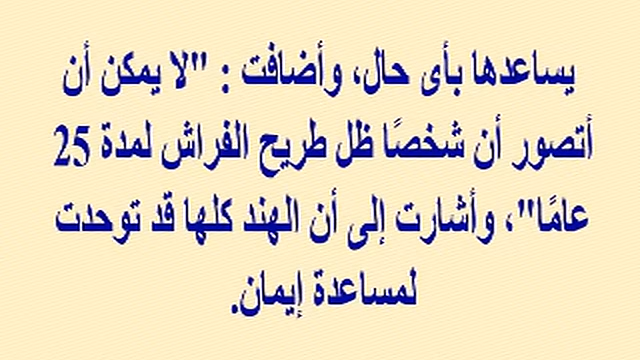 يساعدها بأى حال، وأضافت : "لا يمكن أن
أتصور أن شخصًا ظل طريح الفراش لمدة 25
عامًا"، وأشارت إلى أن الهند كلها قد توحدت
لمساعدة إيمان.